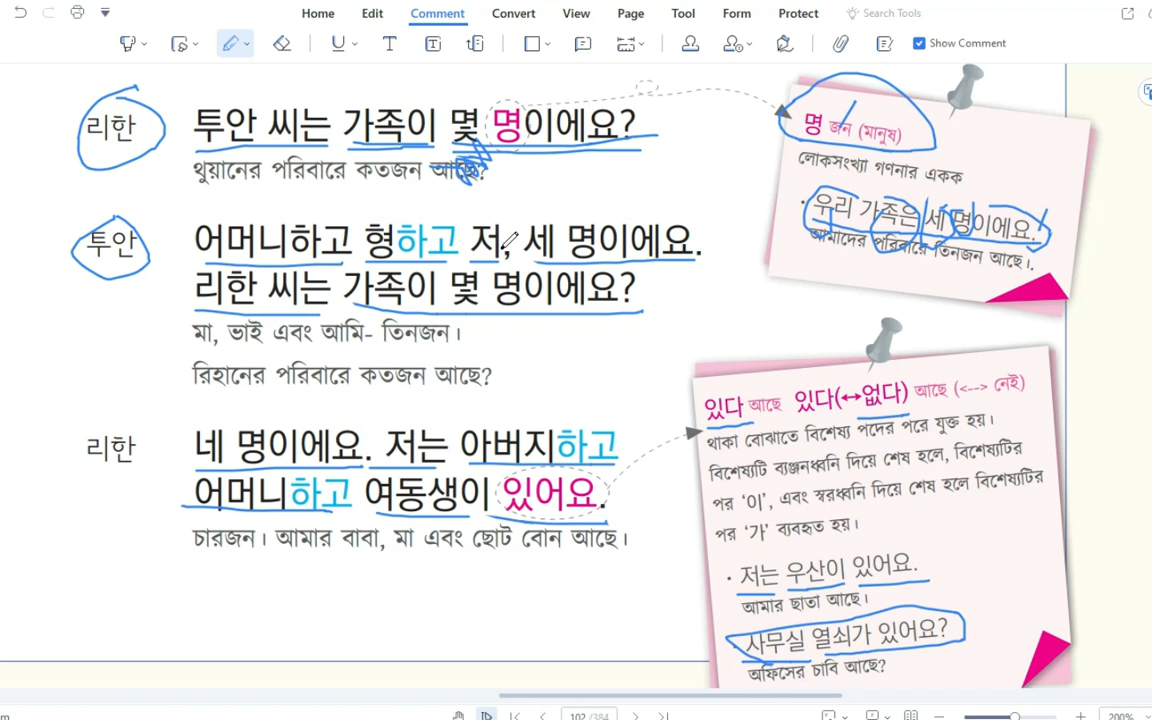 Home Edit Comment Convert View Page Tool Form Protect Search Tools
Show Comment
리한 투안 씨는 가족이 몇 명이에요?
থুয়ানের পরিবারে কতজন আছে?
투안 어머니하고 형하고 저, 세 명이에요.
리한 씨는 가족이 몇 명이에요?
মা, ভাই এবং আমি- তিনজন।
রিহানের পরিবারে কতজন আছে?
리한 네 명이에요. 저는 아버지하고
어머니하고 여동생이 있어요.
চারজন। আমার বাবা, মা এবং ছোট বোন আছে।
명 জন (মানুষ)
লোকসংখ্যা গণনার একক
· 우리 가족은 세 명이에요.
আমাদের পরিবারে তিনজন আছে।.
있다 আছে 있다(↔없다) আছে (<--> নেই)
থাকা বোঝাতে বিশেষ্য পদের পরে যুক্ত হয়।
বিশেষ্যটি ব্যঞ্জনধ্বনি দিয়ে শেষ হলে, বিশেষ্যটির
পর ‘이’, এবং স্বরধ্বনি দিয়ে শেষ হলে বিশেষ্যটির
পর ‘가’ ব্যবহৃত হয়।
· 저는 우산이 있어요.
আমার ছাতা আছে।
· 사무실 열쇠가 있어요?
অফিসের চাবি আছে?
102 /384
200%